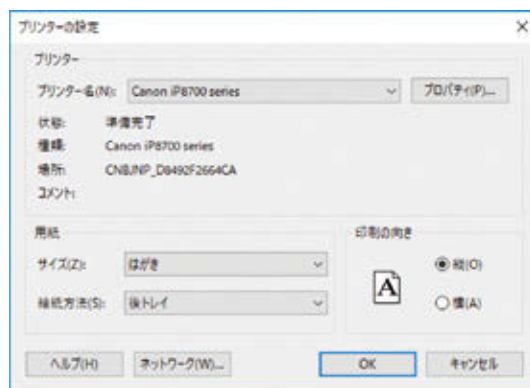 プリンターの設定
プリンター
プリンター名(N): Canon iP8700 series プロパティ(P)...
状態: 準備完了
種類: Canon iP8700 series
場所: CNBJNP_D8492F2664CA
コメント:
用紙
サイズ(Z): はがき
給紙方法(S): 後トレイ
印刷の向き
A
縦(O)
横(A)
ヘルプ(H) ネットワーク(W)... OK キャンセル